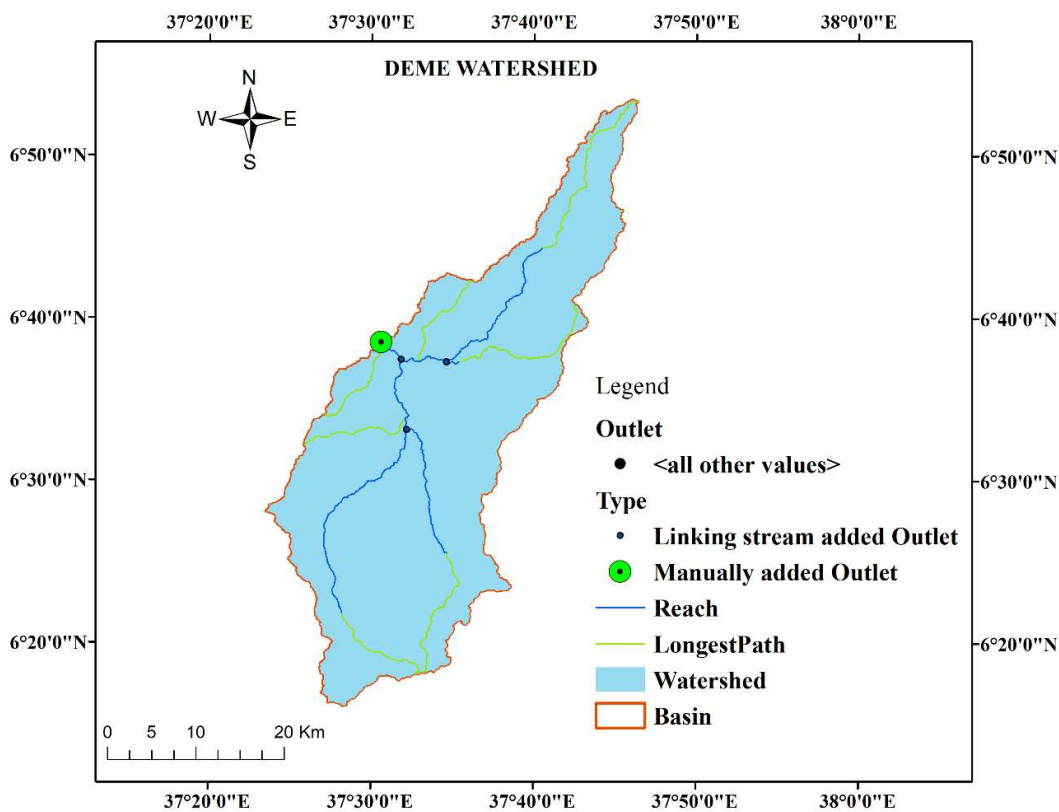 37°20'0"E 37°30'0"E 37°40'0"E 37°50'0"E 38°0'0"E
DEME WATERSHED
N
W E
S
6°50'0"N 6°50'0"N
6°40'0"N 6°40'0"N
Legend
Outlet
<all other values>
6°30'0"N 6°30'0"N
Type
Linking stream added Outlet
Manually added Outlet
Reach
6°20'0"N 6°20'0"N
LongestPath
Watershed
Basin
0 5 10 20 Km
37°20'0"E 37°30'0"E 37°40'0"E 37°50'0"E 38°0'0"E